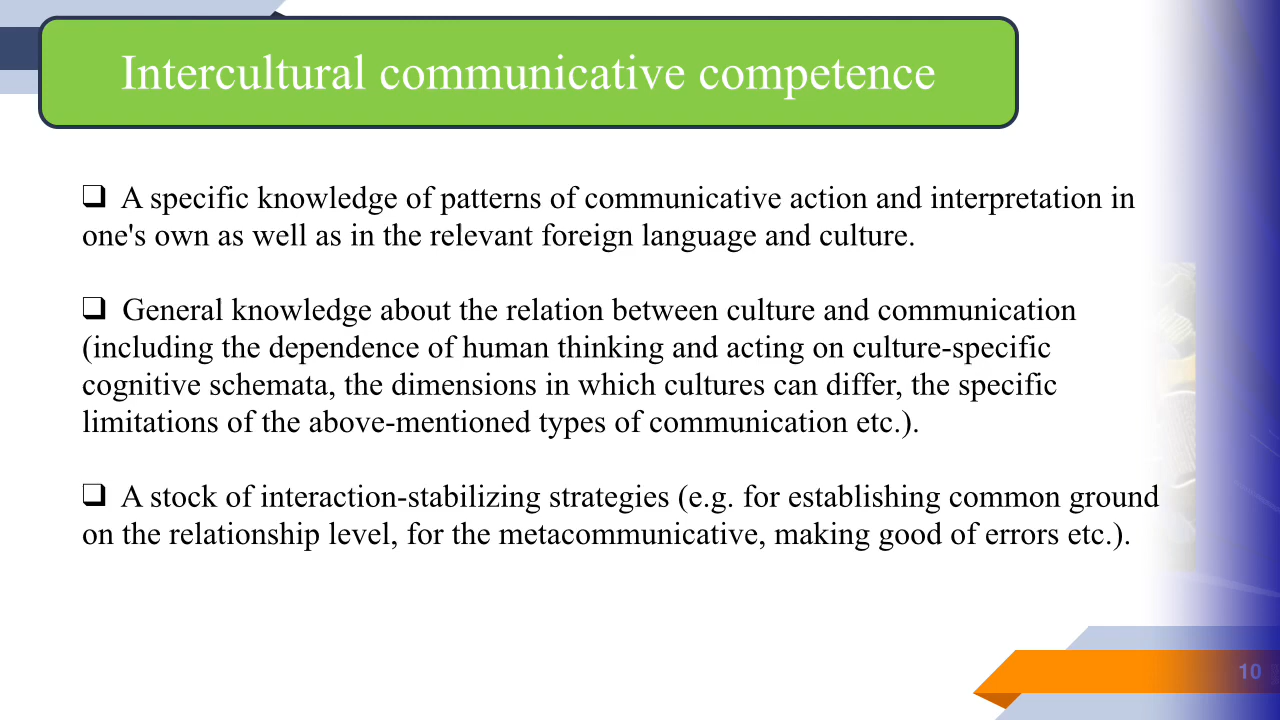 Intercultural communicative competence
❑ A specific knowledge of patterns of communicative action and interpretation in
one's own as well as in the relevant foreign language and culture.
❑ General knowledge about the relation between culture and communication
(including the dependence of human thinking and acting on culture-specific
cognitive schemata, the dimensions in which cultures can differ, the specific
limitations of the above-mentioned types of communication etc.).
❑ A stock of interaction-stabilizing strategies (e.g. for establishing common ground
on the relationship level, for the metacommunicative, making good of errors etc.).
10